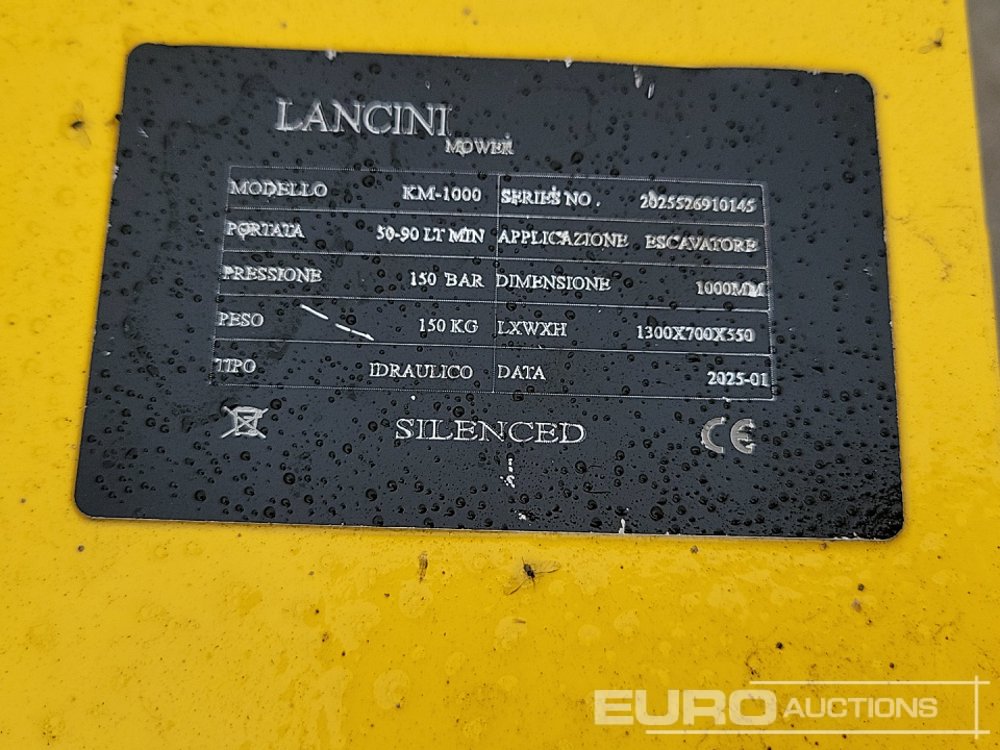 LANCINI
MOWER
MODELLO KM-1000 SERIES NO. 2025526910145
PORTATA 50-90 LT MIN APPLICAZIONE ESCAVATORE
PRESSIONE 150 BAR DIMENSIONE 1000MM
PESO 150 KG LXWXH 1300X700X550
TIPO IDRAULICO DATA 2025-01
SILENCED CE
EURO AUCTIONS